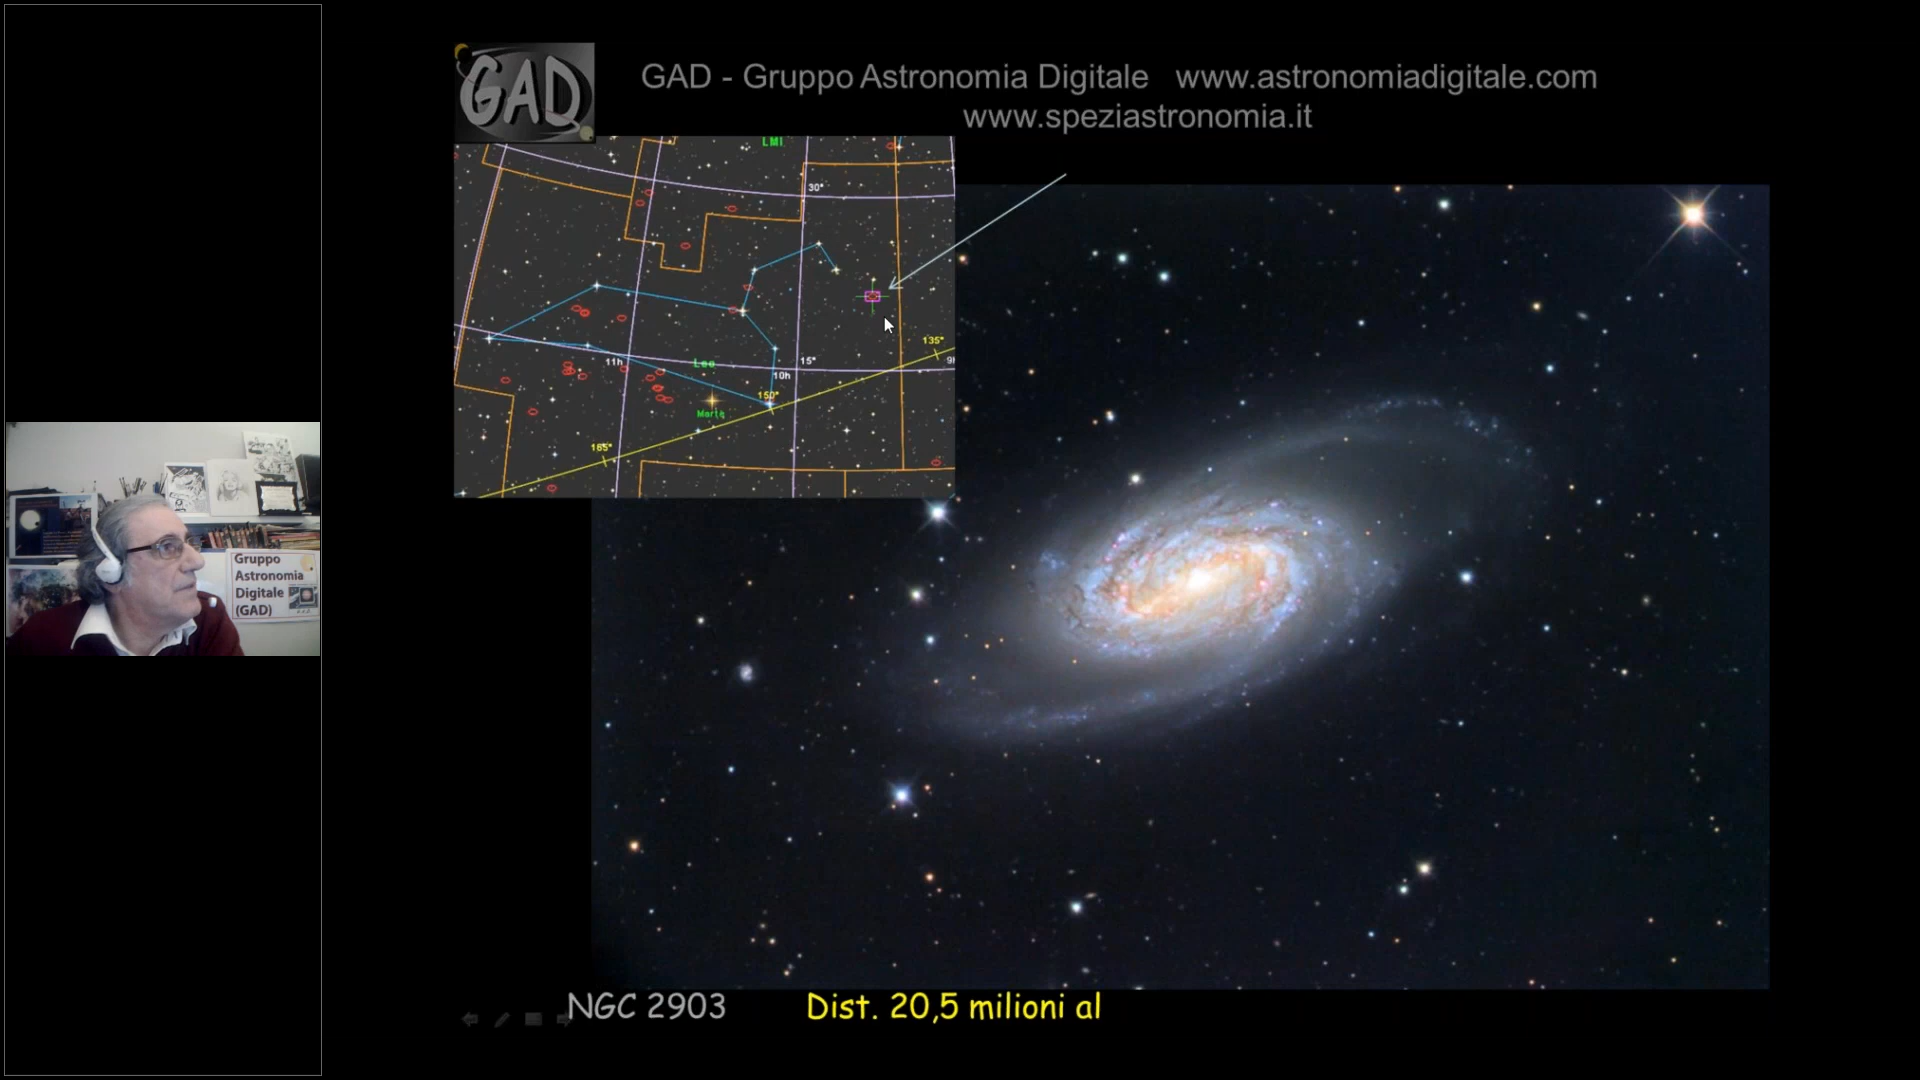 GAD
GAD - Gruppo Astronomia Digitale www.astronomiadigitale.com
www.speziastronomia.it
LMI
30°
135°
15°
9h
11h
Leo
10h
150°
Marte
165°
Gruppo
Astronomia
Digitale
(GAD)
NGC 2903 Dist. 20,5 milioni al